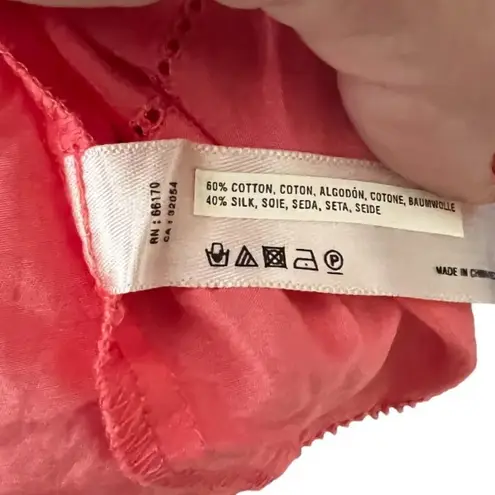 RN : 66170
CA : 32054
60% COTTON, COTON, ALGODÓN, COTONE, BAUMWOLLE
40% SILK, SOIE, SEDA, SETA, SEIDE
P
MADE IN CHINA